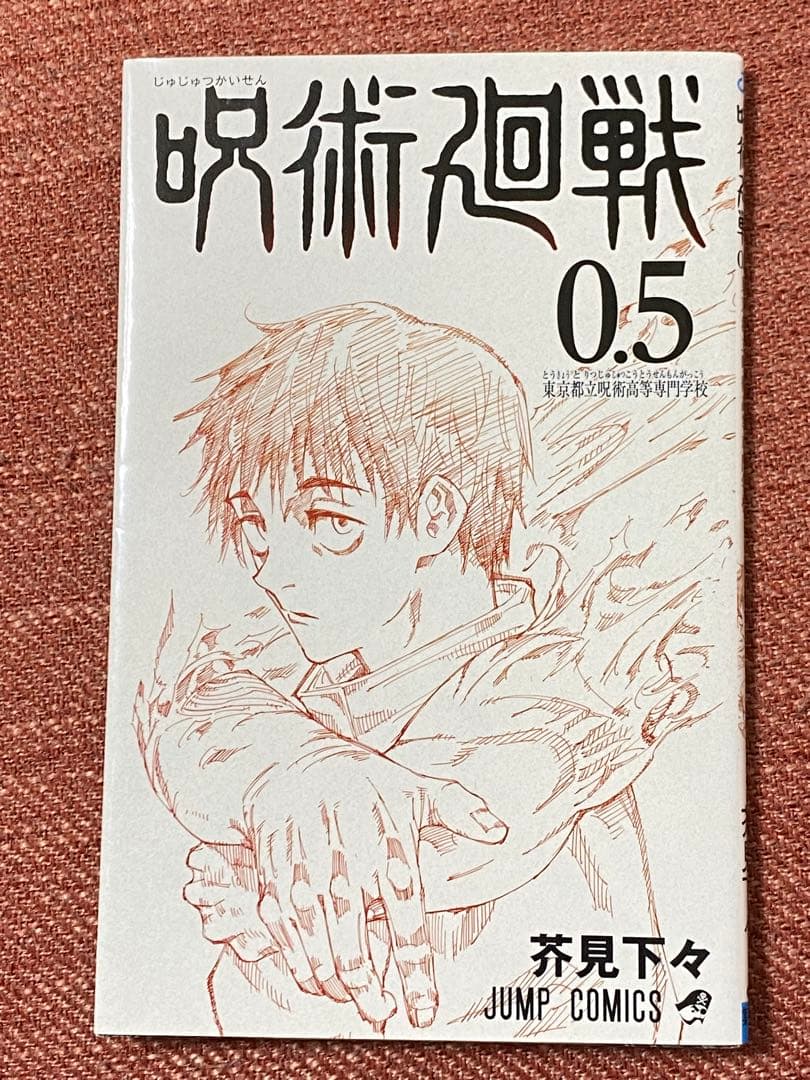 じゅじゅつかいせん
呪術廻戦
0.5
とうきょうとりつじゅじゅつこうとうせんもんがっこう
東京都立呪術高等専門学校
芥見下々
JUMP COMICS